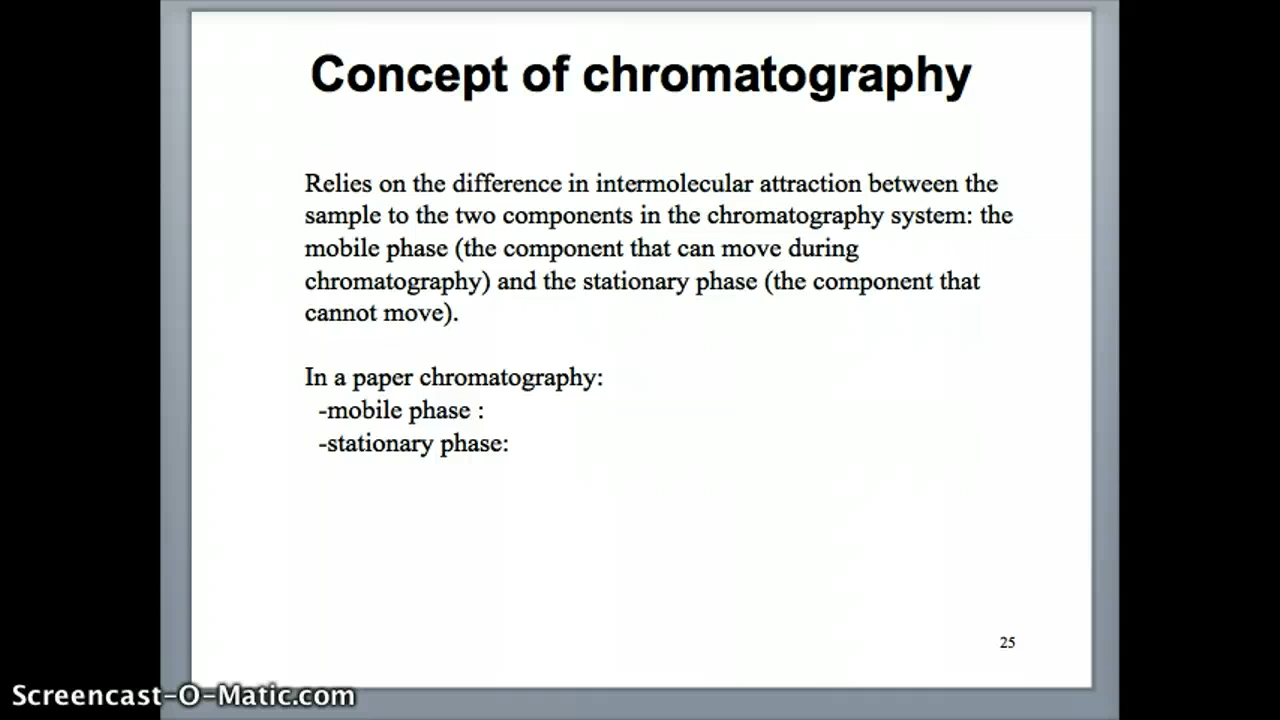 Concept of chromatography
Relies on the difference in intermolecular attraction between the
sample to the two components in the chromatography system: the
mobile phase (the component that can move during
chromatography) and the stationary phase (the component that
cannot move).
In a paper chromatography:
-mobile phase :
-stationary phase:
25
Screencast-O-Matic.com